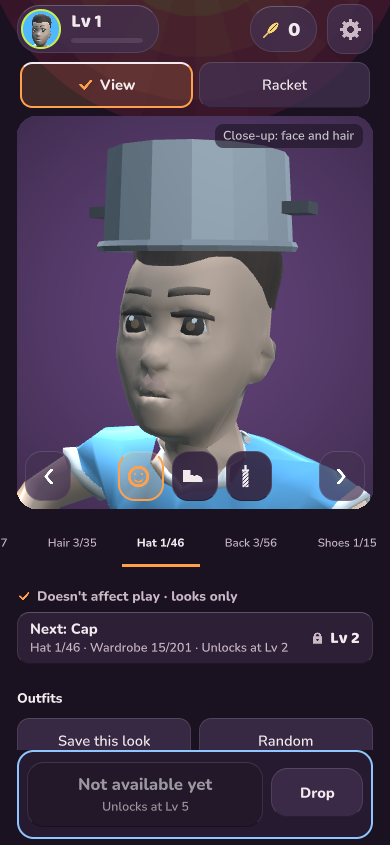 Lv 1
0
View
Racket
Close-up: face and hair
7
Hair 3/35
Hat 1/46
Back 3/56
Shoes 1/15
Doesn't affect play · looks only
Next: Cap
Hat 1/46 · Wardrobe 15/201 · Unlocks at Lv 2
Lv 2
Outfits
Save this look
Random
Not available yet
Unlocks at Lv 5
Drop